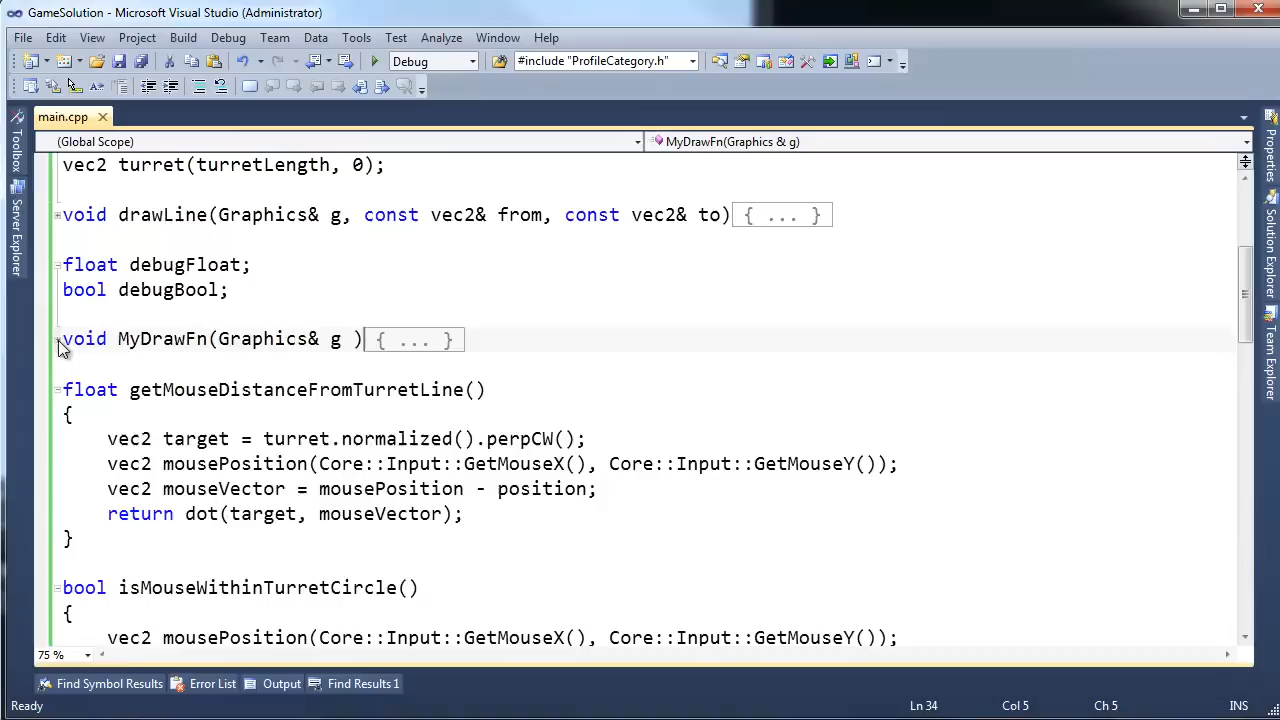 GameSolution - Microsoft Visual Studio (Administrator)
File Edit View Project Build Debug Team Data Tools Test Analyze Window Help
Debug #include "ProfileCategory.h"
main.cpp
(Global Scope) MyDrawFn(Graphics & g)
Toolbox
Server Explorer
Properties
Solution Explorer
Team Explorer
vec2 turret(turretLength, 0);
void drawLine(Graphics& g, const vec2& from, const vec2& to){ ... }
float debugFloat;
bool debugBool;
void MyDrawFn(Graphics& g ){ ... }
float getMouseDistanceFromTurretLine()
{
vec2 target = turret.normalized().perpCW();
vec2 mousePosition(Core::Input::GetMouseX(), Core::Input::GetMouseY());
vec2 mouseVector = mousePosition - position;
return dot(target, mouseVector);
}
bool isMouseWithinTurretCircle()
{
vec2 mousePosition(Core::Input::GetMouseX(), Core::Input::GetMouseY());
75 %
Find Symbol Results Error List Output Find Results 1
Ready Ln 34 Col 5 Ch 5 INS